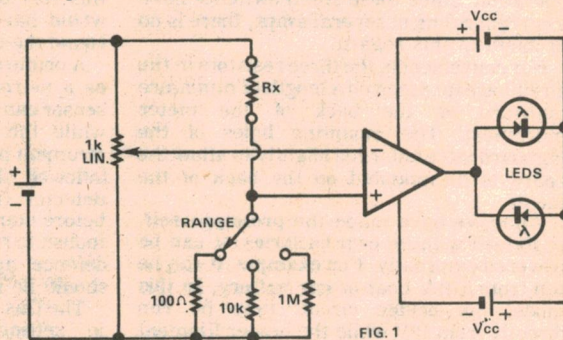 Vcc
+ -
Rx
1k
LIN.
-
+
LEDS
λ
λ
+
-
RANGE
100Ω
10k
1M
FIG. 1
- +
Vcc